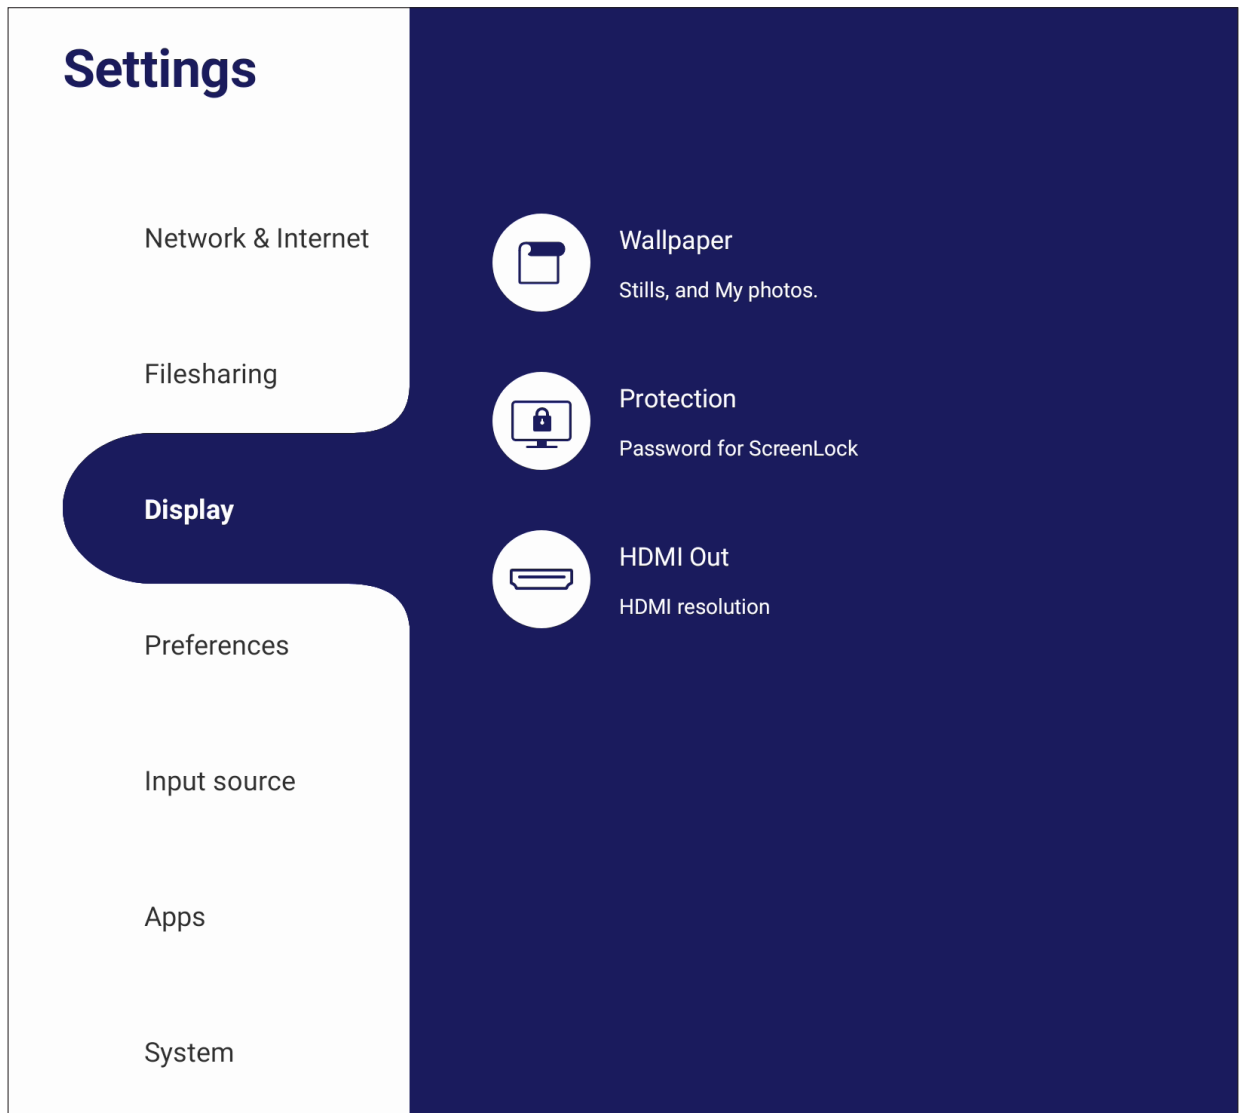 Settings
Network & Internet
Filesharing
Display
Preferences
Input source
Apps
System
Wallpaper
Stills, and My photos.
Protection
Password for ScreenLock
HDMI Out
HDMI resolution